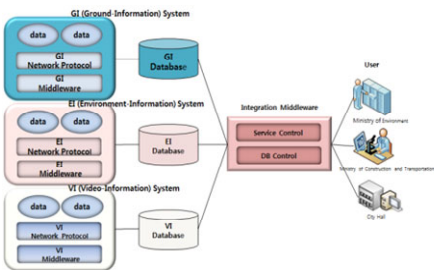 GI (Ground-Information) System
data data
GI
Network Protocol
GI
Middleware
GI
Database
EI (Environment-Information) System
data data
EI
Network Protocol
EI
Middleware
EI
Database
VI (Video-Information) System
data data
VI
Network Protocol
VI
Middleware
VI
Database
Integration Middleware
Service Control
DB Control
User
Ministry of Environment
Ministry of Construction and Transportation
City Hall